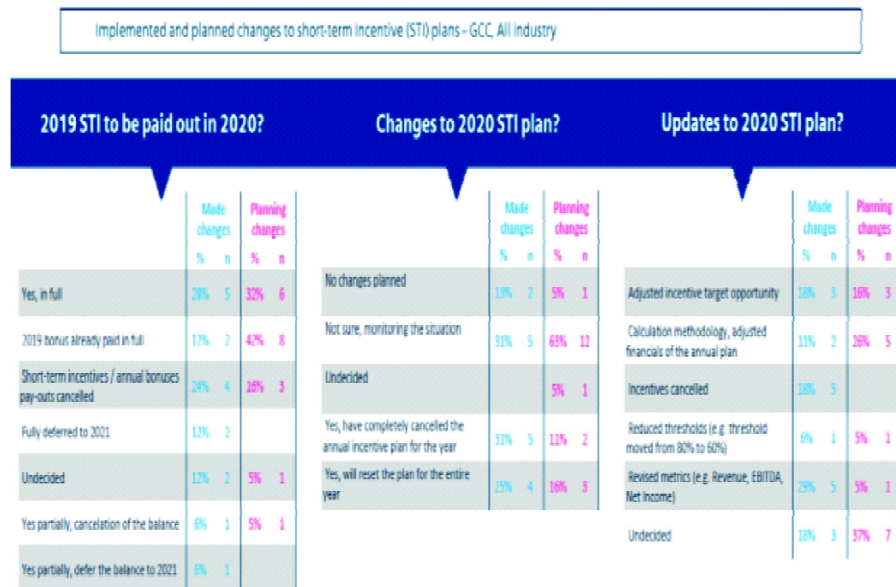 Implemented and planned changes to short-term incentive (STI) plans – GCC, All Industry
2019 STI to be paid out in 2020?
Made changes Planning changes
% n % n
Yes, in full 28% 5 32% 6
2019 bonus already paid in full 12% 2 42% 8
Short-term incentives / annual bonuses
pay-outs cancelled 24% 4 16% 3
Fully deferred to 2021 12% 2
Undecided 12% 2 5% 1
Yes partially, cancelation of the balance 6% 1 5% 1
Yes partially, defer the balance to 2021 6% 1
Changes to 2020 STI plan?
Made changes Planning changes
% n % n
No changes planned 13% 2 5% 1
Not sure, monitoring the situation 31% 5 63% 12
Undecided 5% 1
Yes, have completely cancelled the
annual incentive plan for the year 31% 5 11% 2
Yes, will reset the plan for the entire
year 25% 4 16% 3
Updates to 2020 STI plan?
Made changes Planning changes
% n % n
Adjusted incentive target opportunity 18% 3 16% 3
Calculation methodology, adjusted
financials of the annual plan 11% 2 26% 5
Incentives cancelled 18% 3
Reduced thresholds (e.g. threshold
moved from 80% to 60%) 6% 1 5% 1
Revised metrics (e.g. Revenue, EBITDA,
Net Income) 29% 5 5% 1
Undecided 18% 3 37% 7